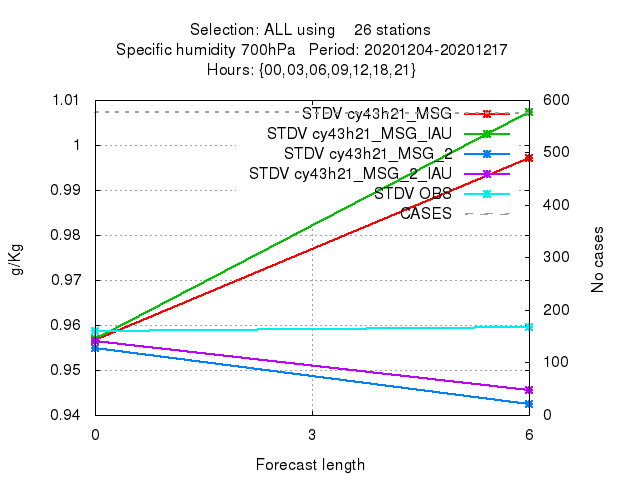 Selection: ALL using    26 stations
Specific humidity 700hPa   Period: 20201204-20201217
Hours: {00,03,06,09,12,18,21}
1.01
1
0.99
0.98
0.97
0.96
0.95
0.94
g/Kg
STDV cy43h21_MSG
STDV cy43h21_MSG_IAU
STDV cy43h21_MSG_2
STDV cy43h21_MSG_2_IAU
STDV OBS
CASES
600
500
400
300
200
100
0
No cases
0 3 6
Forecast length